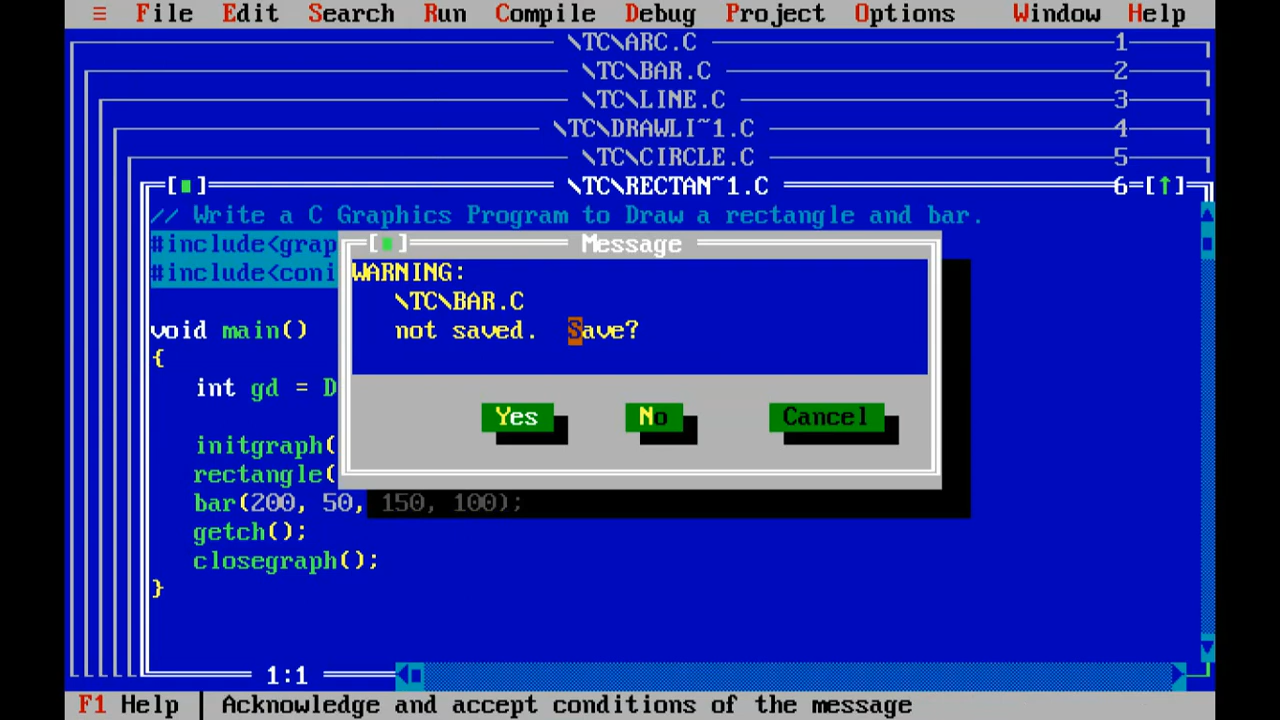 ≡ File Edit Search Run Compile Debug Project Options Window Help
\TC\ARC.C 1
\TC\BAR.C 2
\TC\LINE.C 3
\TC\DRAWLI~1.C 4
\TC\CIRCLE.C 5
\TC\RECTAN~1.C 6=[↑]
// Write a C Graphics Program to Draw a rectangle and bar.
#include<grap
#include<coni
void main()
{
int gd = D
initgraph(
rectangle(
bar(200, 50, 150, 100);
getch();
closegraph();
}
Message
WARNING:
\TC\BAR.C
not saved. Save?
Yes No Cancel
1:1
F1 Help │ Acknowledge and accept conditions of the message